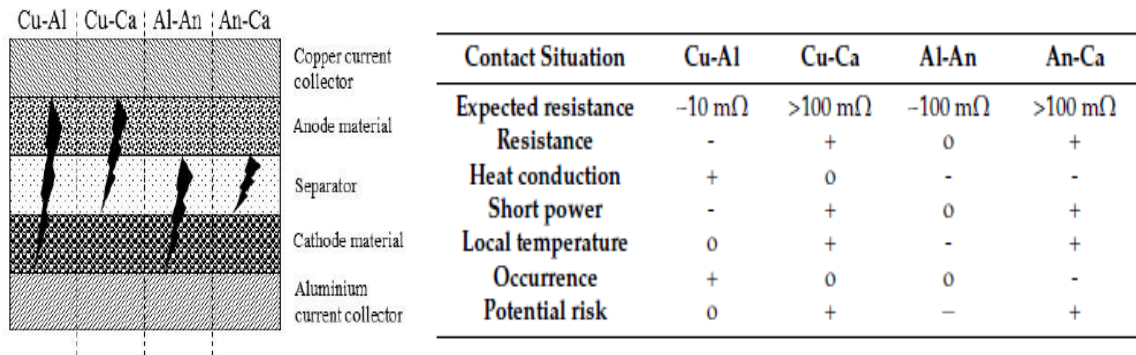 Cu-Al Cu-Ca Al-An An-Ca
Copper current
collector
Anode material
Separator
Cathode material
Aluminium
current collector
Contact Situation Cu-Al Cu-Ca Al-An An-Ca
Expected resistance ~10 mΩ >100 mΩ ~100 mΩ >100 mΩ
Resistance - + o +
Heat conduction + o - -
Short power - + o +
Local temperature o + - +
Occurrence + o o -
Potential risk o + – +